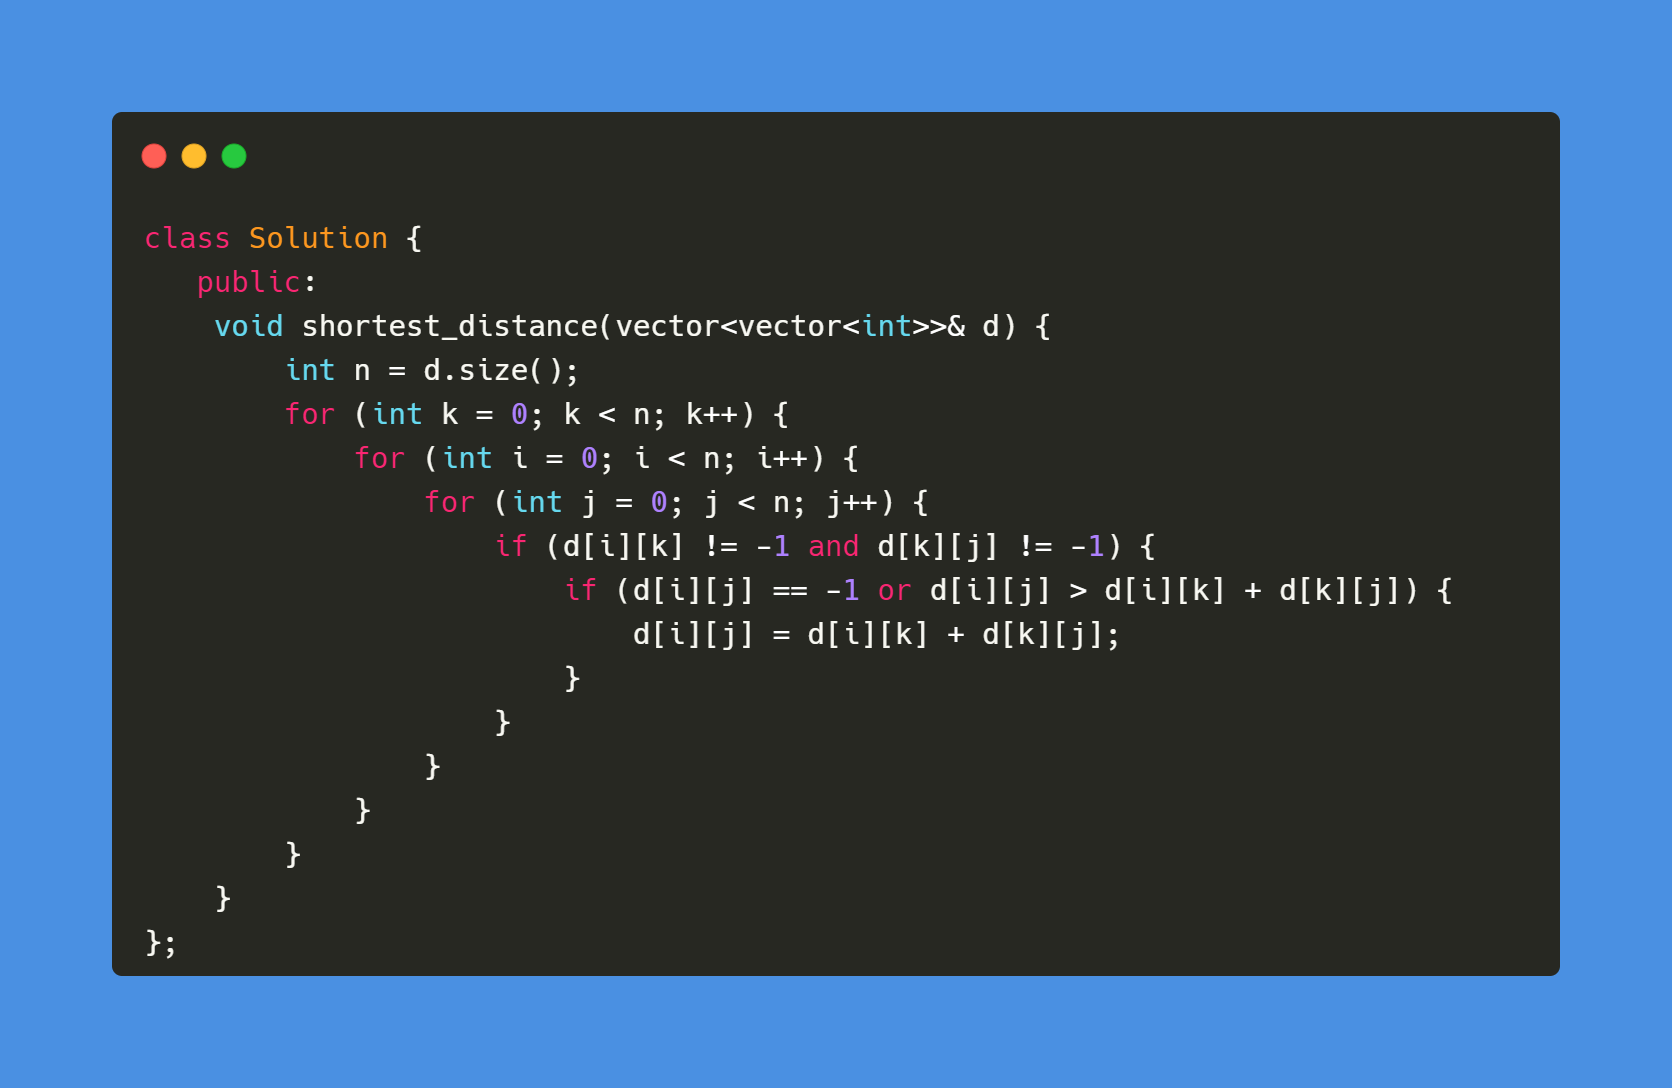 class Solution {
   public:
    void shortest_distance(vector<vector<int>>& d) {
        int n = d.size();
        for (int k = 0; k < n; k++) {
            for (int i = 0; i < n; i++) {
                for (int j = 0; j < n; j++) {
                    if (d[i][k] != -1 and d[k][j] != -1) {
                        if (d[i][j] == -1 or d[i][j] > d[i][k] + d[k][j]) {
                            d[i][j] = d[i][k] + d[k][j];
                        }
                    }
                }
            }
        }
    }
};